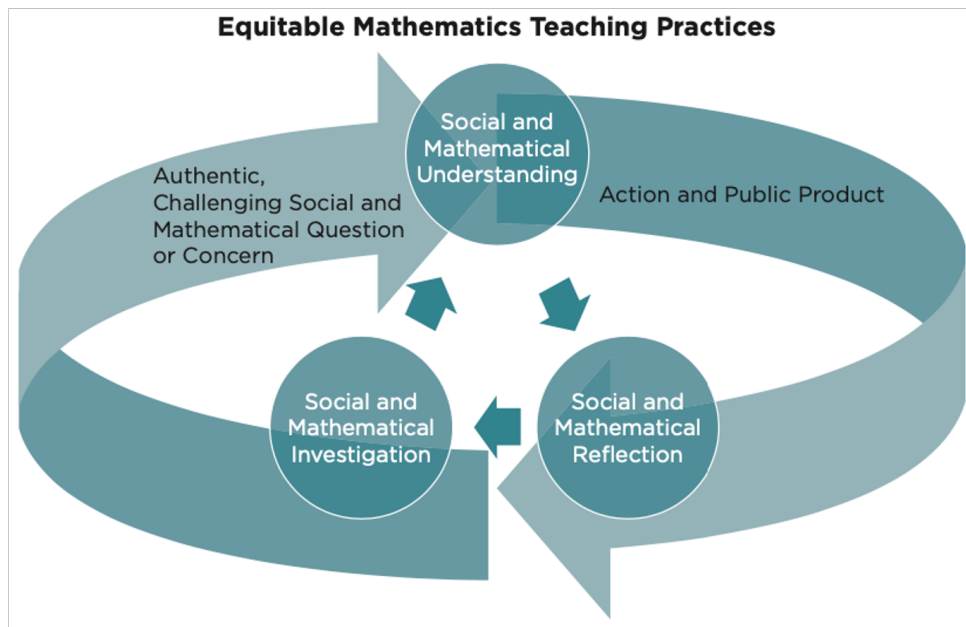 Equitable Mathematics Teaching Practices
Social and
Mathematical
Understanding
Authentic,
Challenging Social and
Mathematical Question
or Concern
Action and Public Product
Social and
Mathematical
Investigation
Social and
Mathematical
Reflection